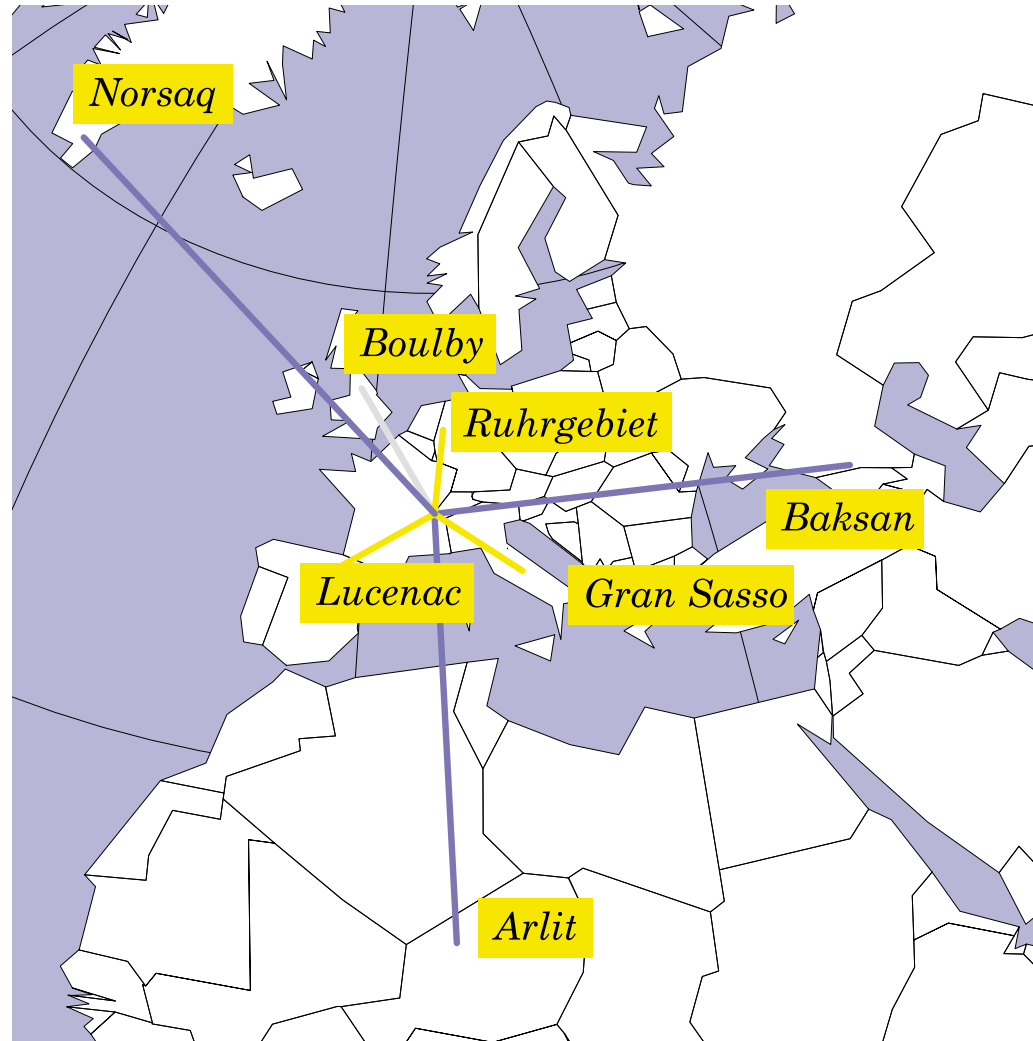 Norsaq
Boulby
Ruhrgebiet
Baksan
Lucenac
Gran Sasso
Arlit